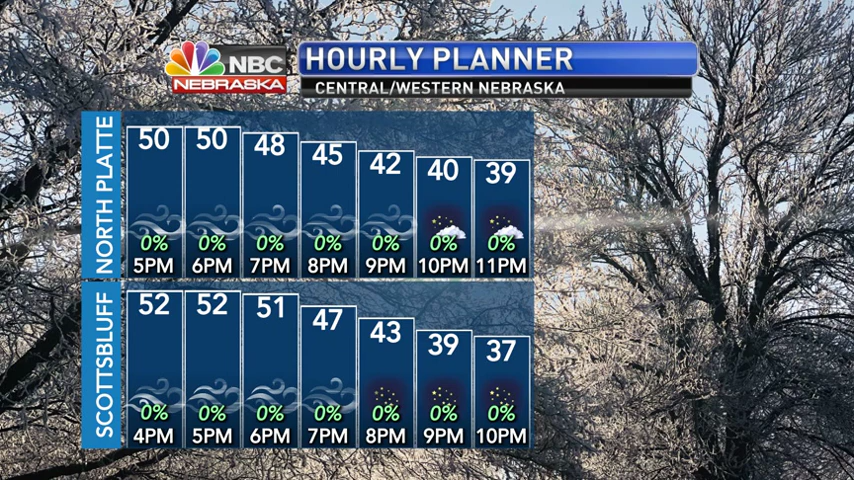 NBC
NEBRASKA
HOURLY PLANNER
CENTRAL/WESTERN NEBRASKA
NORTH PLATTE
50 50 48 45 42 40 39
0% 0% 0% 0% 0% 0% 0%
5PM 6PM 7PM 8PM 9PM 10PM 11PM
SCOTTSBLUFF
52 52 51 47 43 39 37
0% 0% 0% 0% 0% 0% 0%
4PM 5PM 6PM 7PM 8PM 9PM 10PM